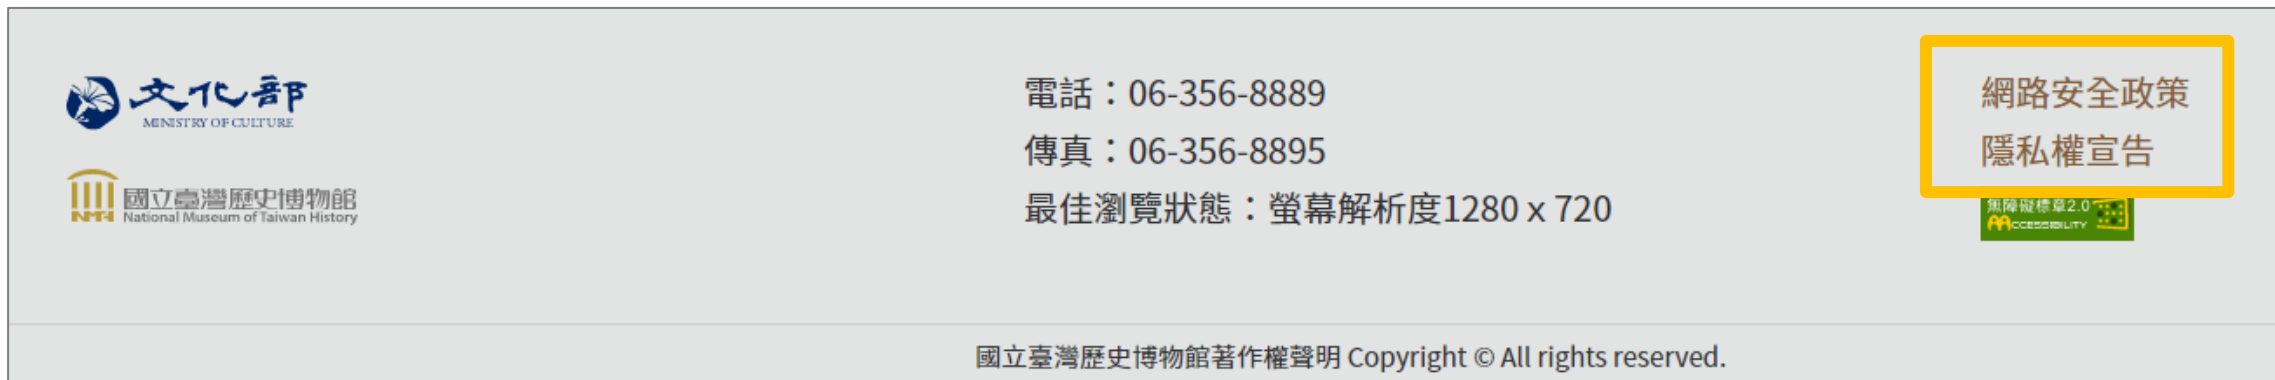 文化部
MINISTRY OF CULTURE
NMTH
國立臺灣歷史博物館
National Museum of Taiwan History
電話：06-356-8889
傳真：06-356-8895
最佳瀏覽狀態：螢幕解析度1280 x 720
網路安全政策
隱私權宣告
無障礙標章2.0
ACCESSIBILITY
國立臺灣歷史博物館著作權聲明 Copyright © All rights reserved.